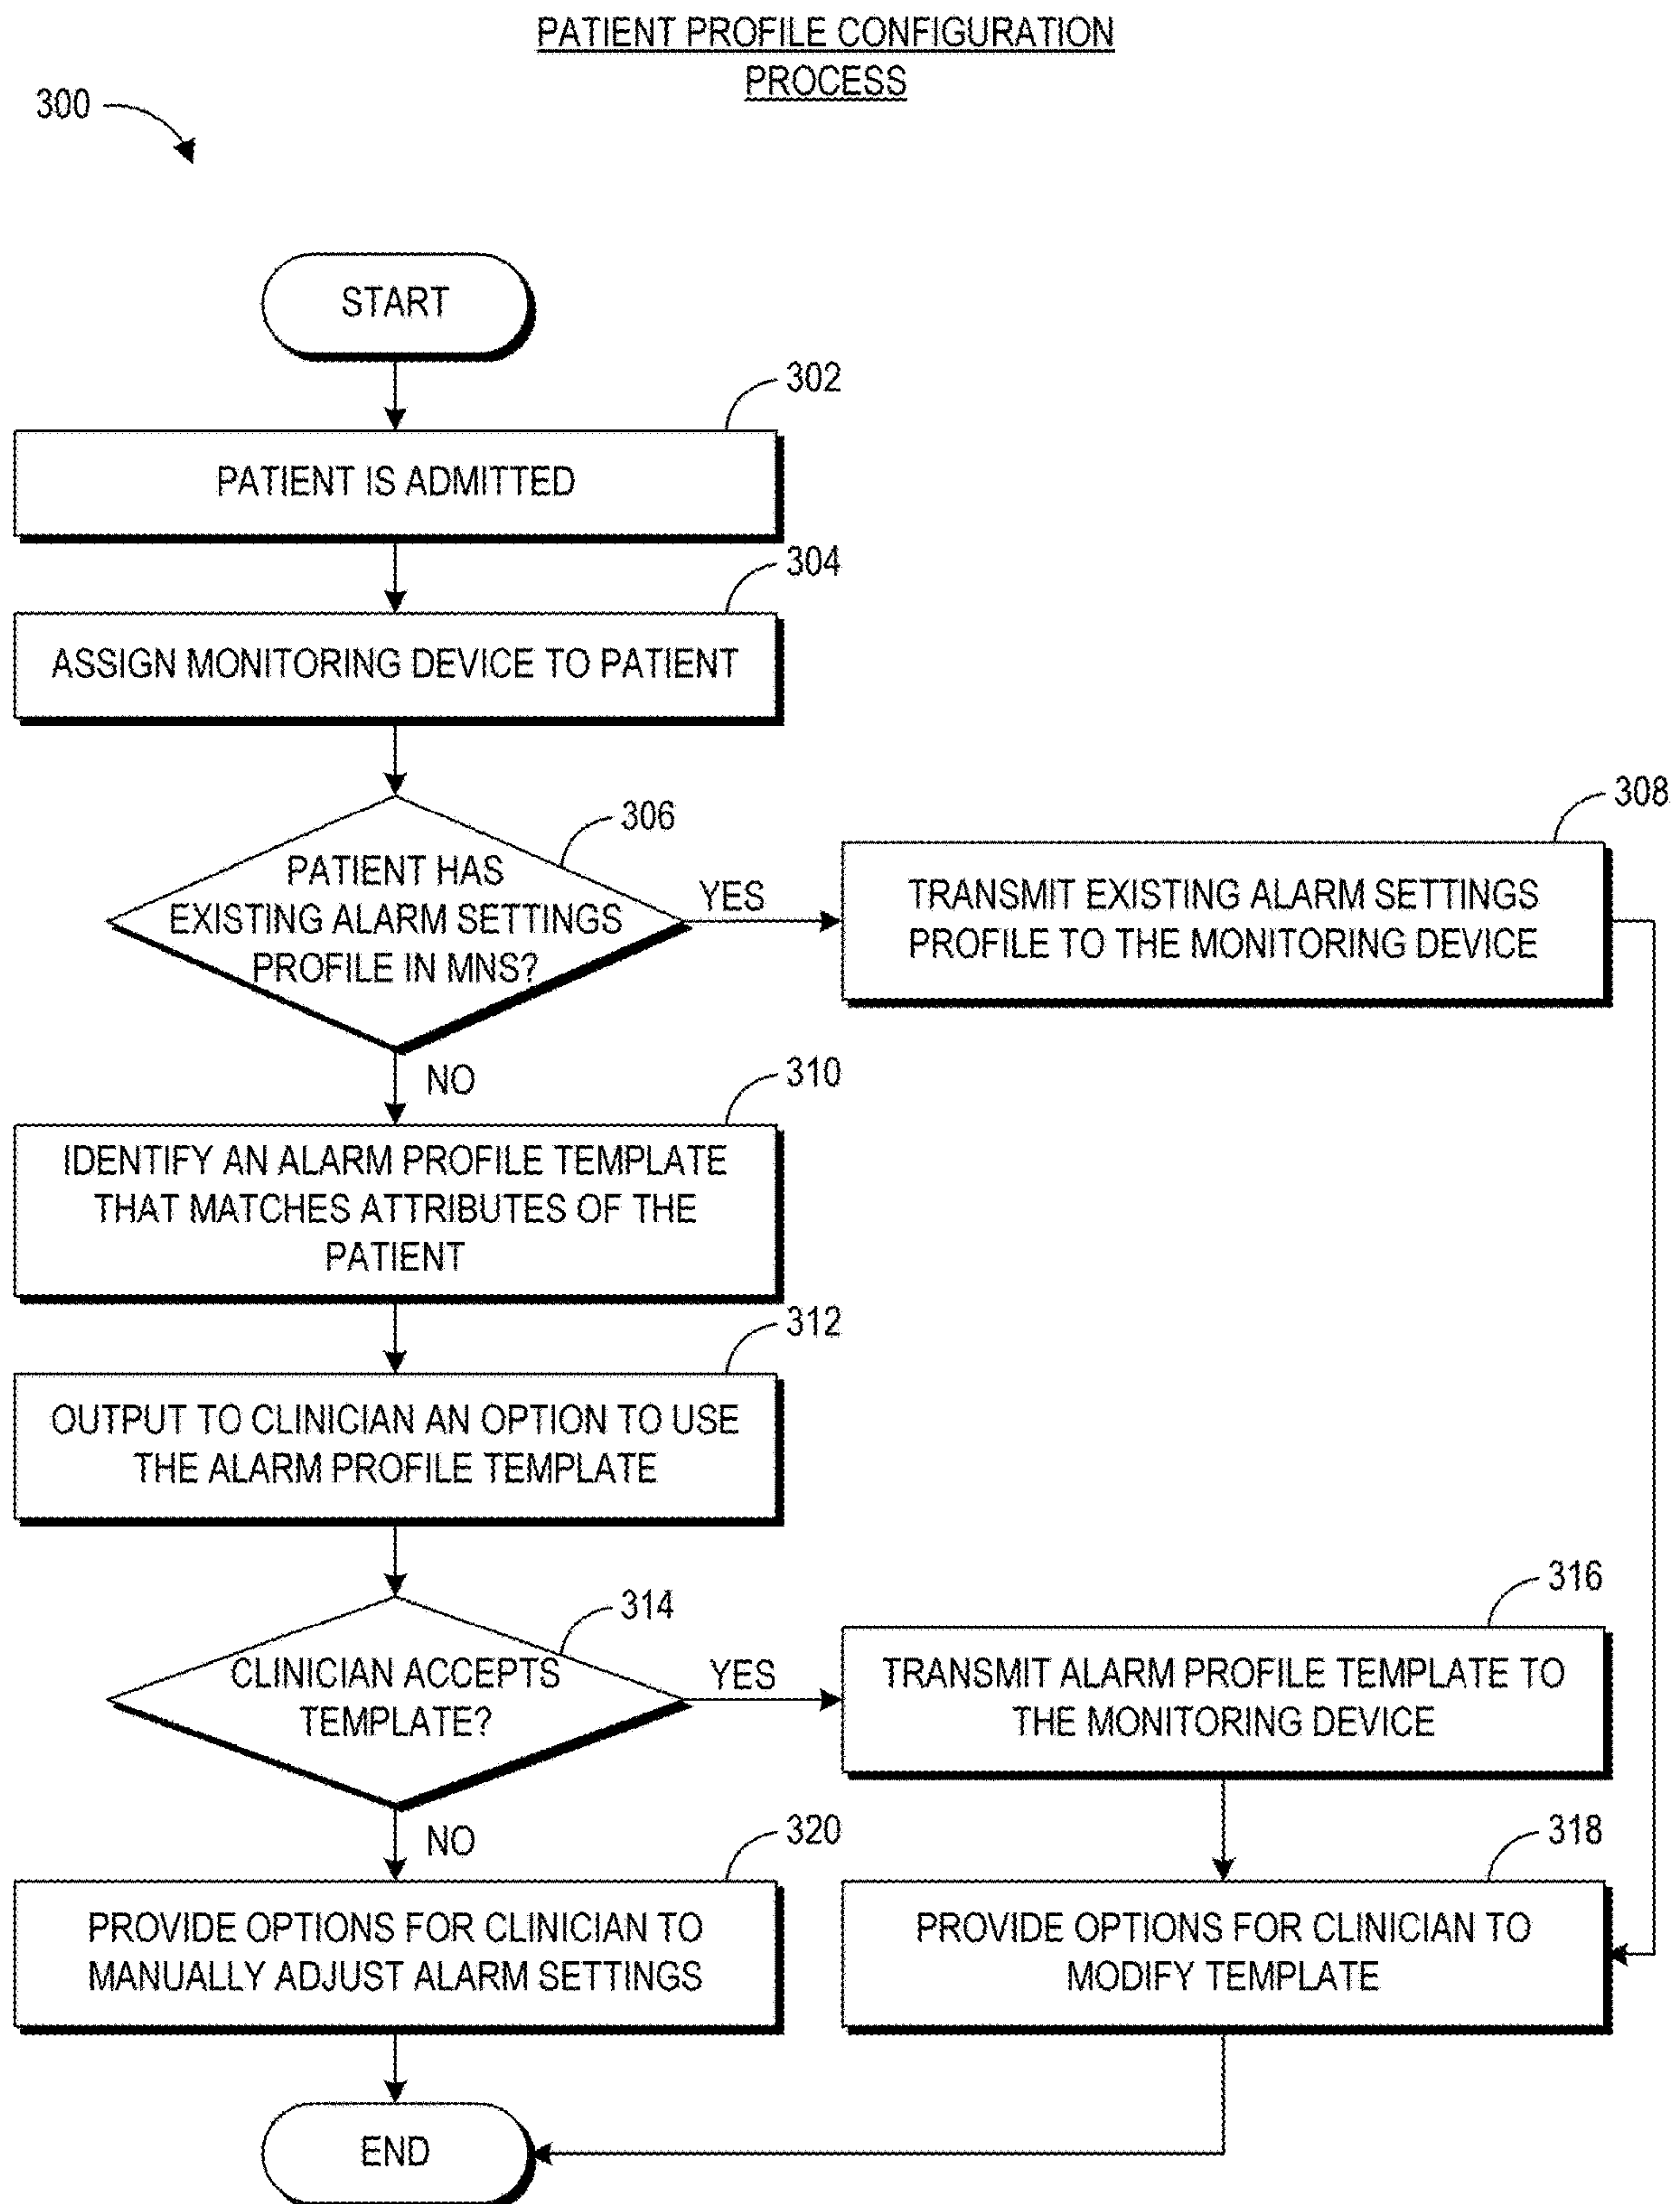 PATIENT PROFILE CONFIGURATION
PROCESS
300
START
302
PATIENT IS ADMITTED
304
ASSIGN MONITORING DEVICE TO PATIENT
306
PATIENT HAS
EXISTING ALARM SETTINGS
PROFILE IN MNS?
YES
308
TRANSMIT EXISTING ALARM SETTINGS
PROFILE TO THE MONITORING DEVICE
NO
310
IDENTIFY AN ALARM PROFILE TEMPLATE
THAT MATCHES ATTRIBUTES OF THE
PATIENT
312
OUTPUT TO CLINICIAN AN OPTION TO USE
THE ALARM PROFILE TEMPLATE
314
CLINICIAN ACCEPTS
TEMPLATE?
YES
316
TRANSMIT ALARM PROFILE TEMPLATE TO
THE MONITORING DEVICE
NO
320
PROVIDE OPTIONS FOR CLINICIAN TO
MANUALLY ADJUST ALARM SETTINGS
318
PROVIDE OPTIONS FOR CLINICIAN TO
MODIFY TEMPLATE
END